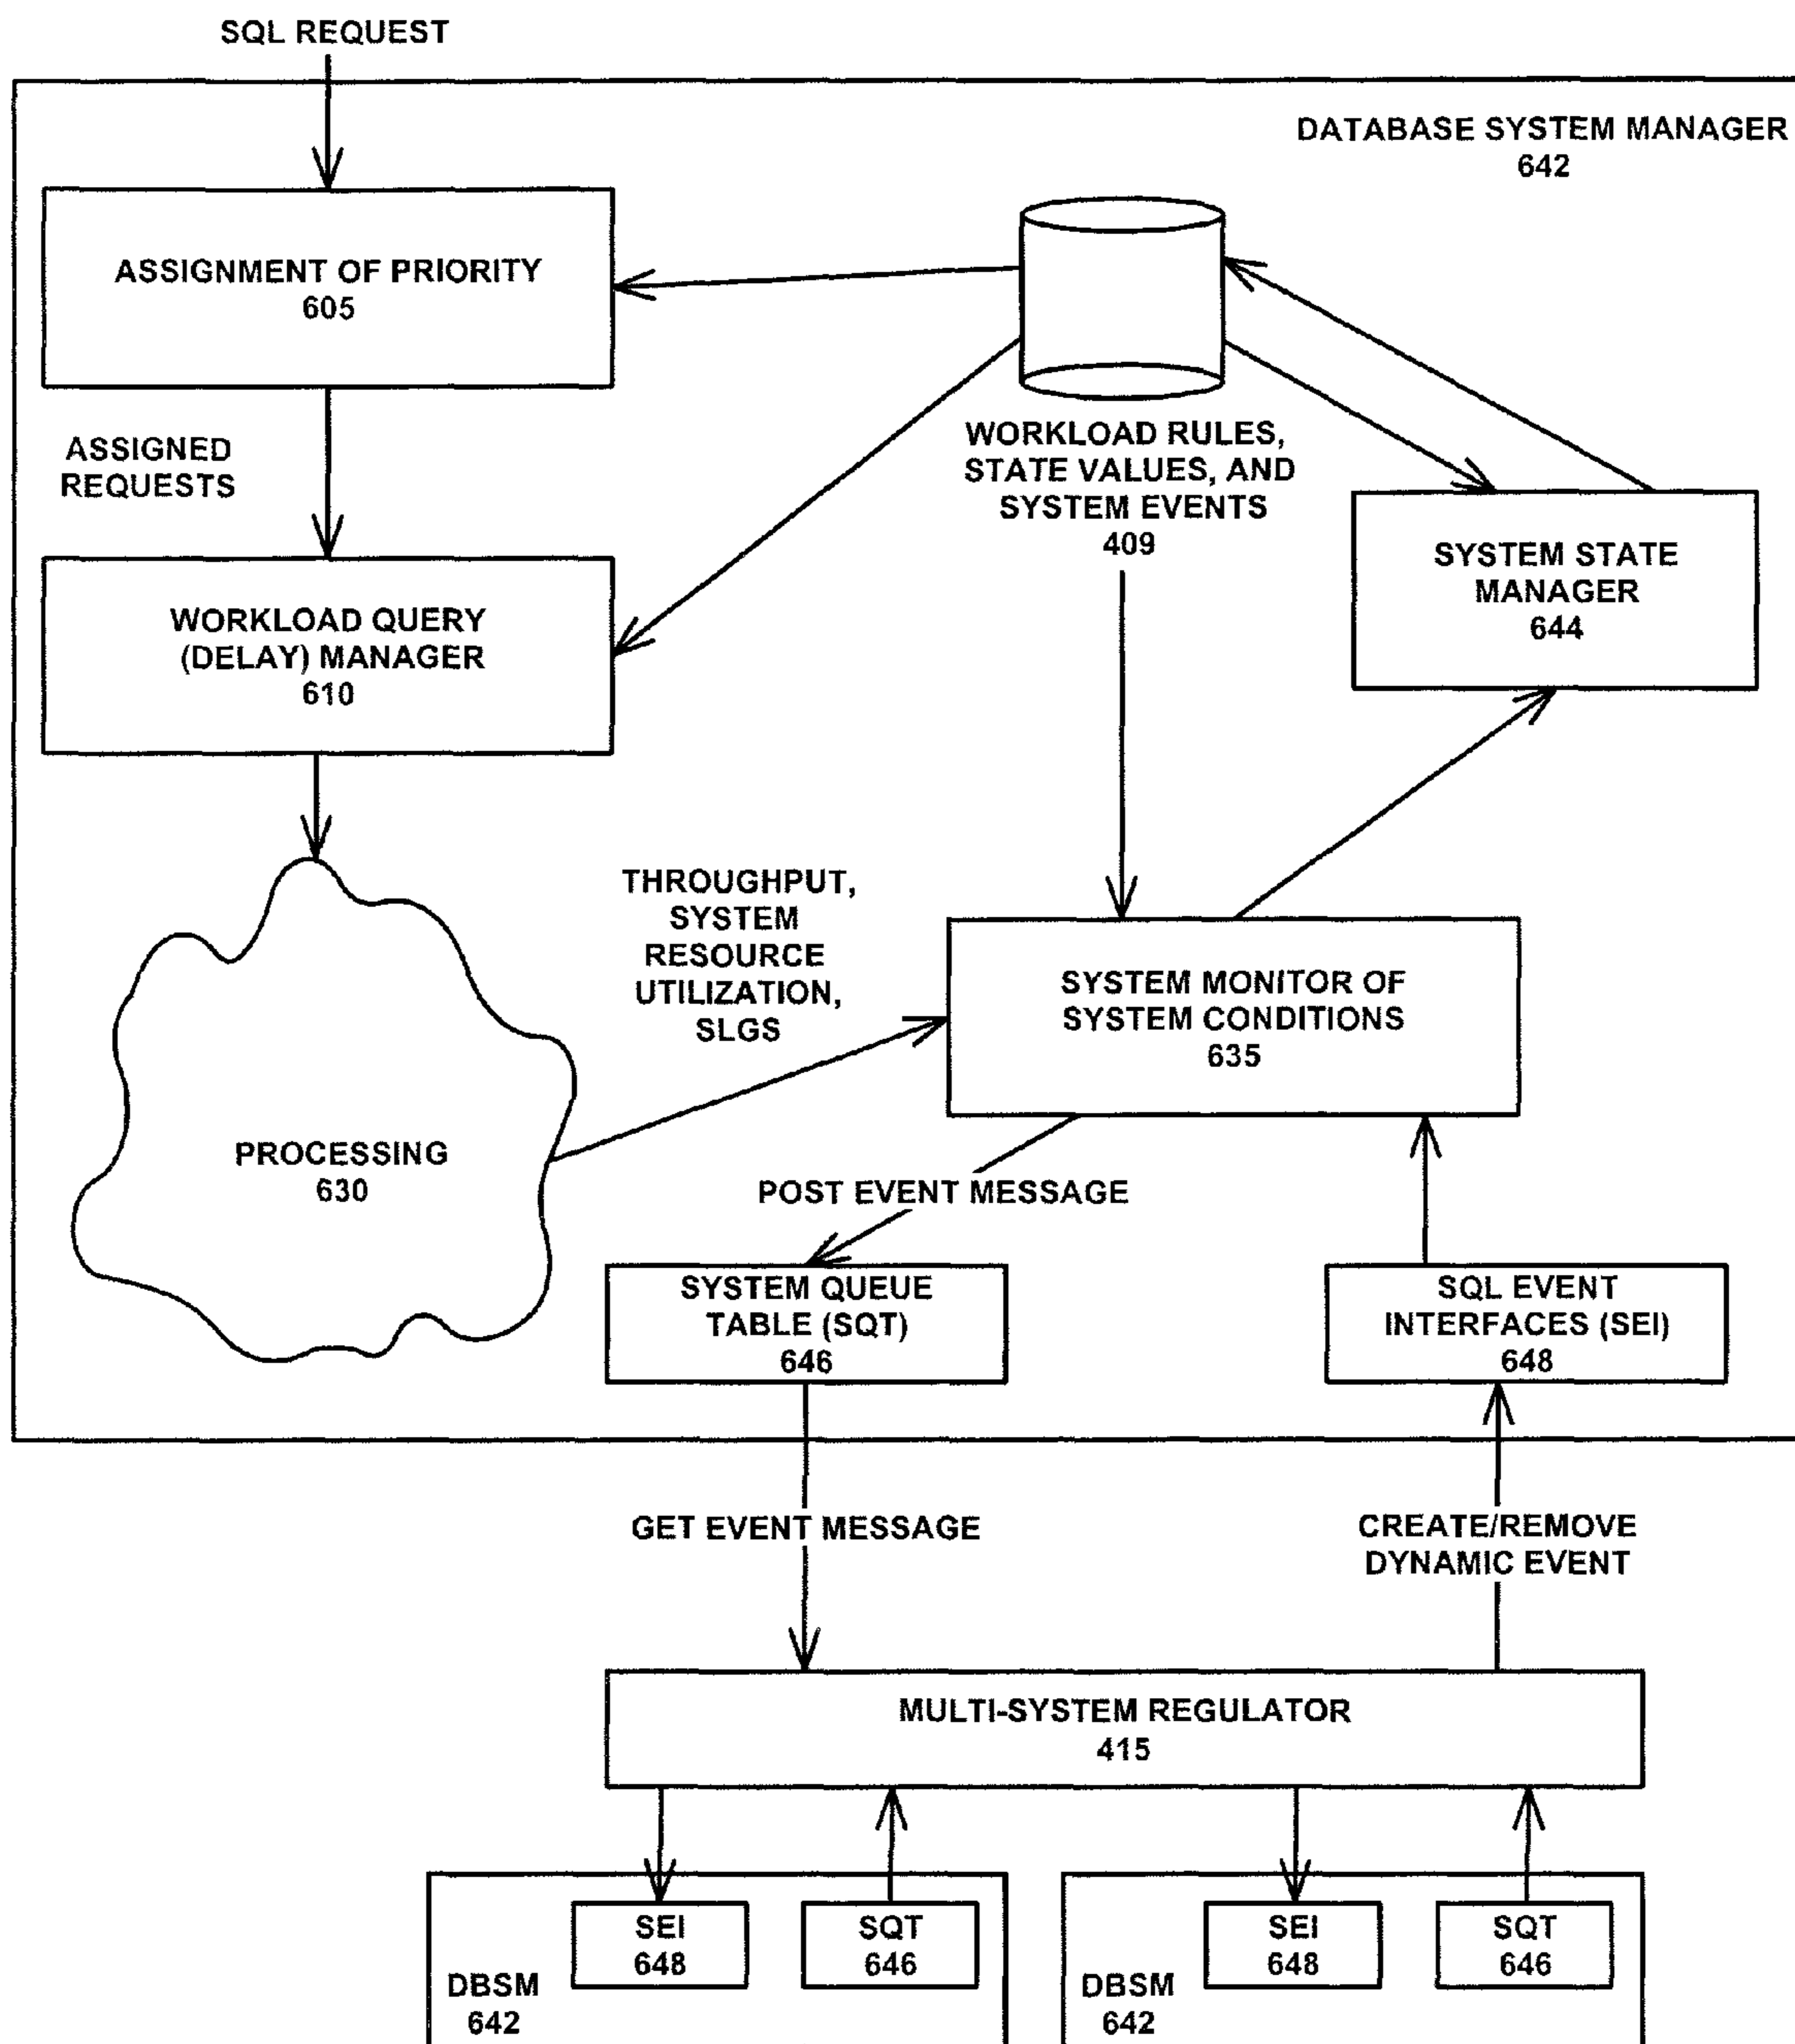 SQL REQUEST
DATABASE SYSTEM MANAGER
642
ASSIGNMENT OF PRIORITY
605
ASSIGNED
REQUESTS
WORKLOAD RULES,
STATE VALUES, AND
SYSTEM EVENTS
409
SYSTEM STATE
MANAGER
644
WORKLOAD QUERY
(DELAY) MANAGER
610
THROUGHPUT,
SYSTEM
RESOURCE
UTILIZATION,
SLGS
SYSTEM MONITOR OF
SYSTEM CONDITIONS
635
PROCESSING
630
POST EVENT MESSAGE
SYSTEM QUEUE
TABLE (SQT)
646
SQL EVENT
INTERFACES (SEI)
648
GET EVENT MESSAGE
CREATE/REMOVE
DYNAMIC EVENT
MULTI-SYSTEM REGULATOR
415
SEI
648
SQT
646
DBSM
642
SEI
648
SQT
646
DBSM
642